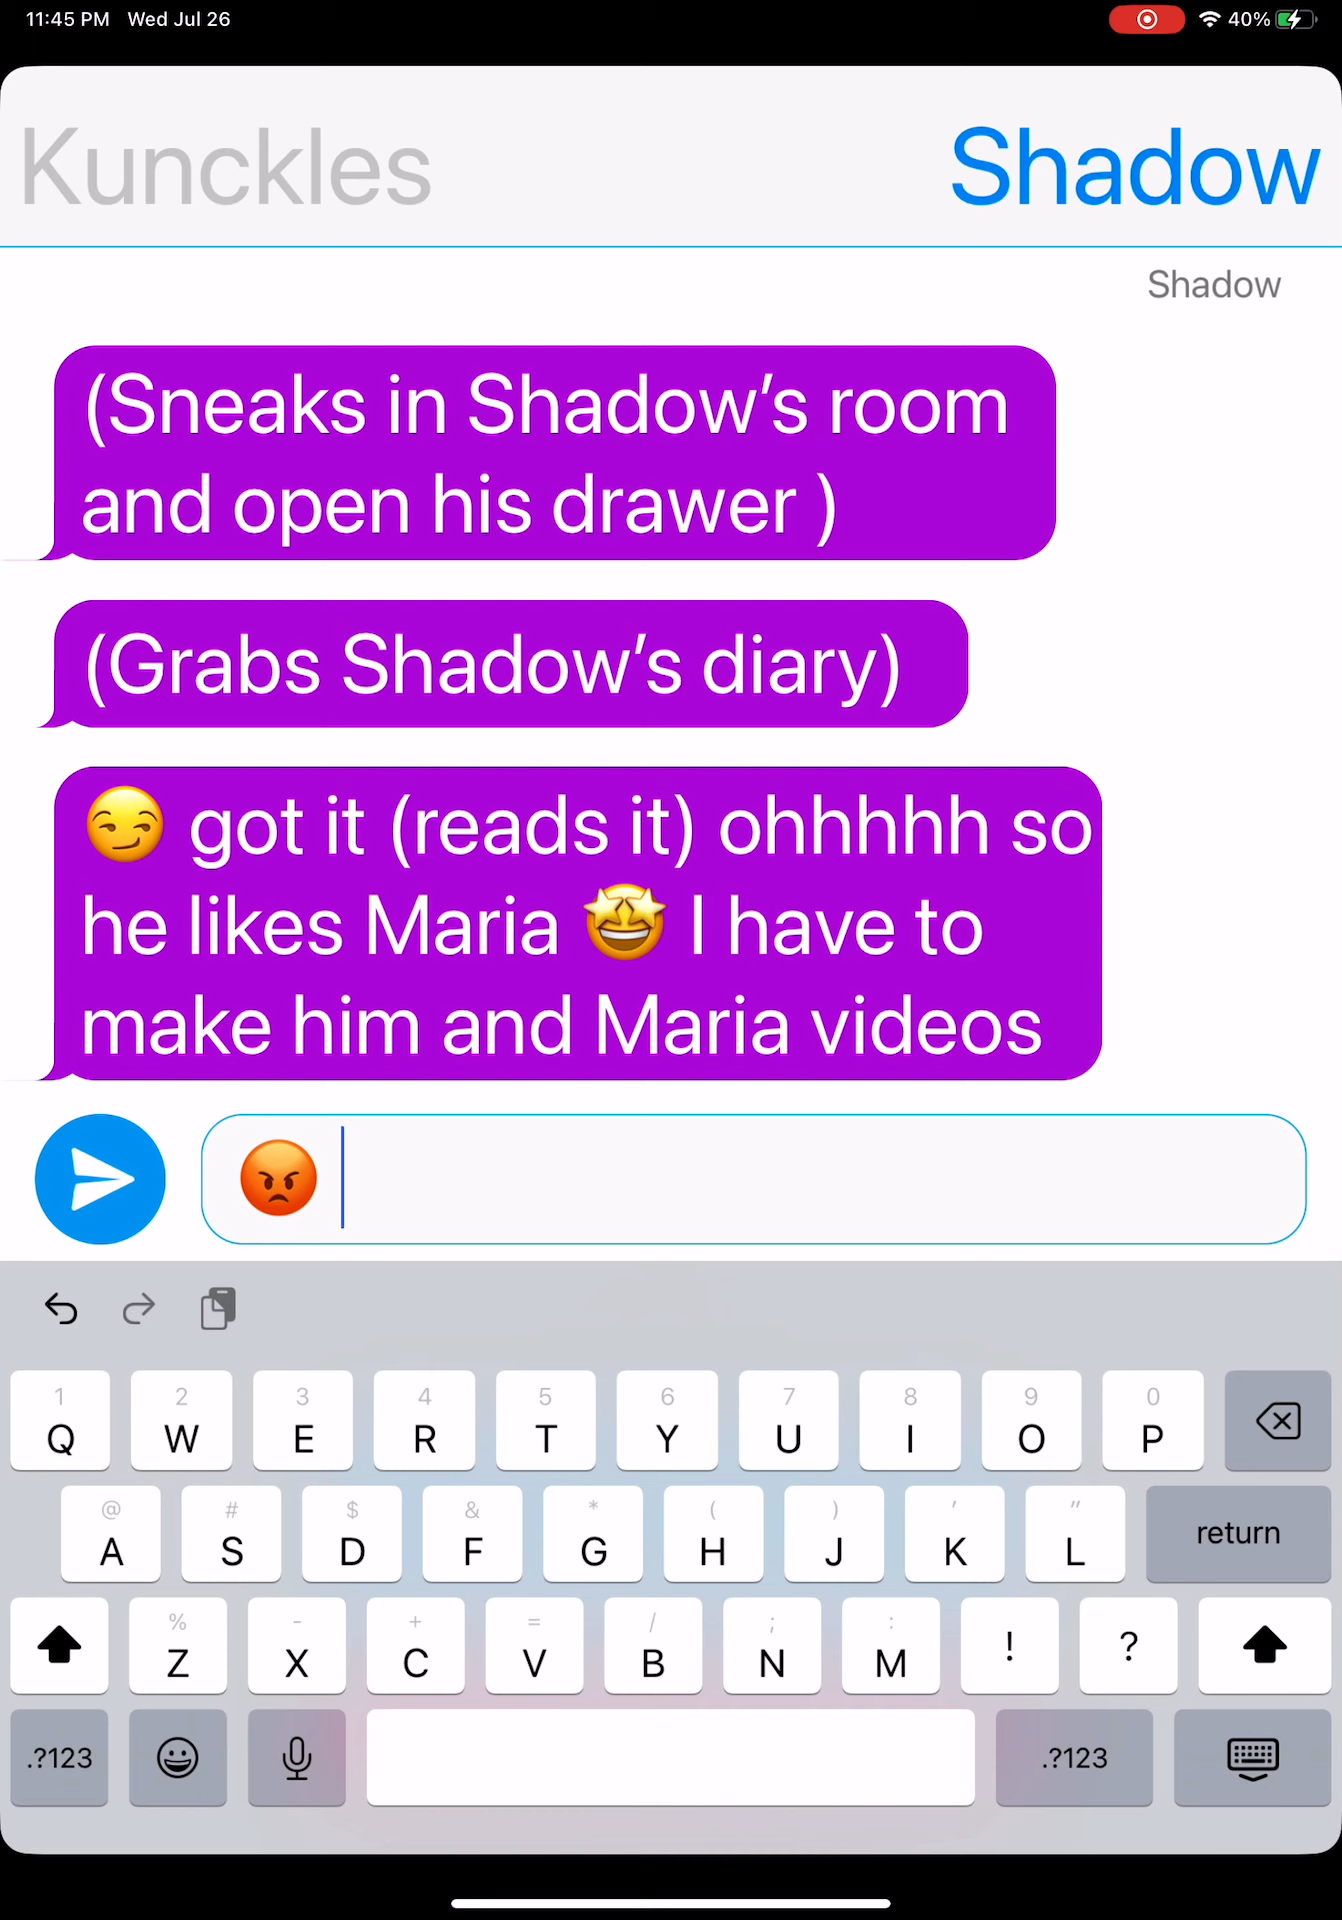 11:45 PM Wed Jul 26 40%
Kunckles Shadow
Shadow
(Sneaks in Shadow’s room
and open his drawer )
(Grabs Shadow’s diary)
😏 got it (reads it) ohhhhh so
he likes Maria 🤩 I have to
make him and Maria videos
😡
1 2 3 4 5 6 7 8 9 0
Q W E R T Y U I O P
@ # $ & * ( ) ' "
A S D F G H J K L return
% - + = / ; :
Z X C V B N M ! ?
.?123 .?123